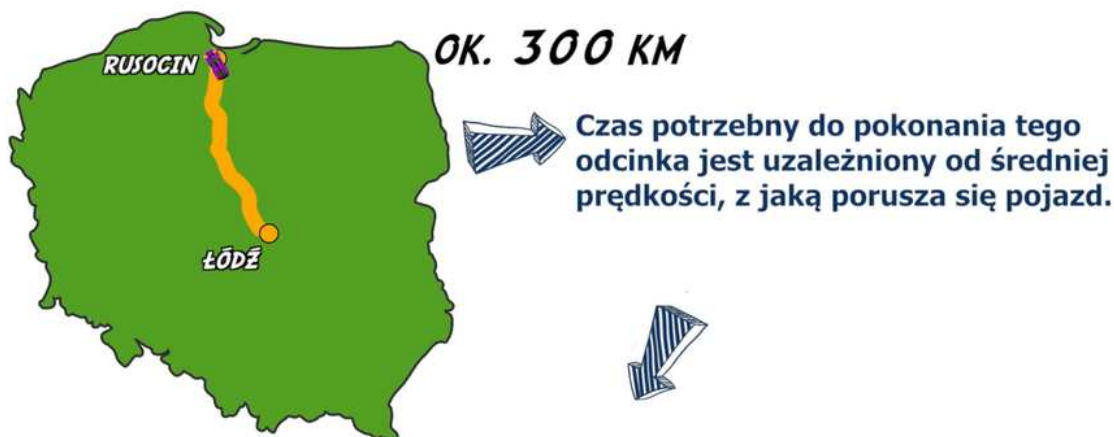 OK. 300 KM
RUSOCIN
Czas potrzebny do pokonania tego
odcinka jest uzależniony od średniej
prędkości, z jaką porusza się pojazd.
ŁÓDŹ